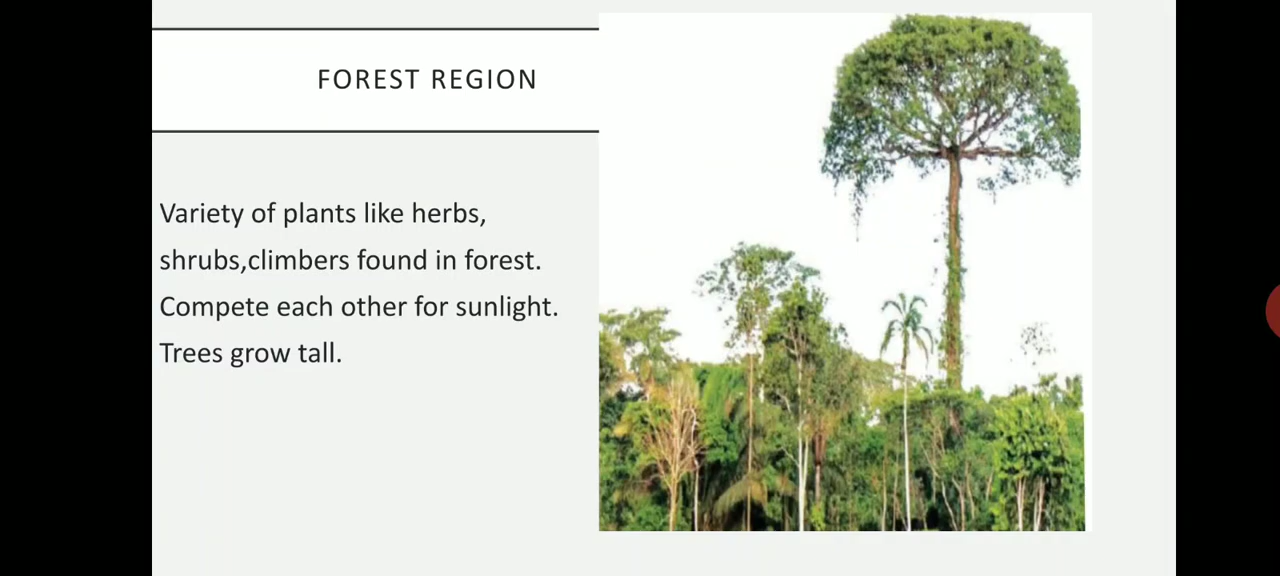 FOREST REGION
Variety of plants like herbs,
shrubs,climbers found in forest.
Compete each other for sunlight.
Trees grow tall.